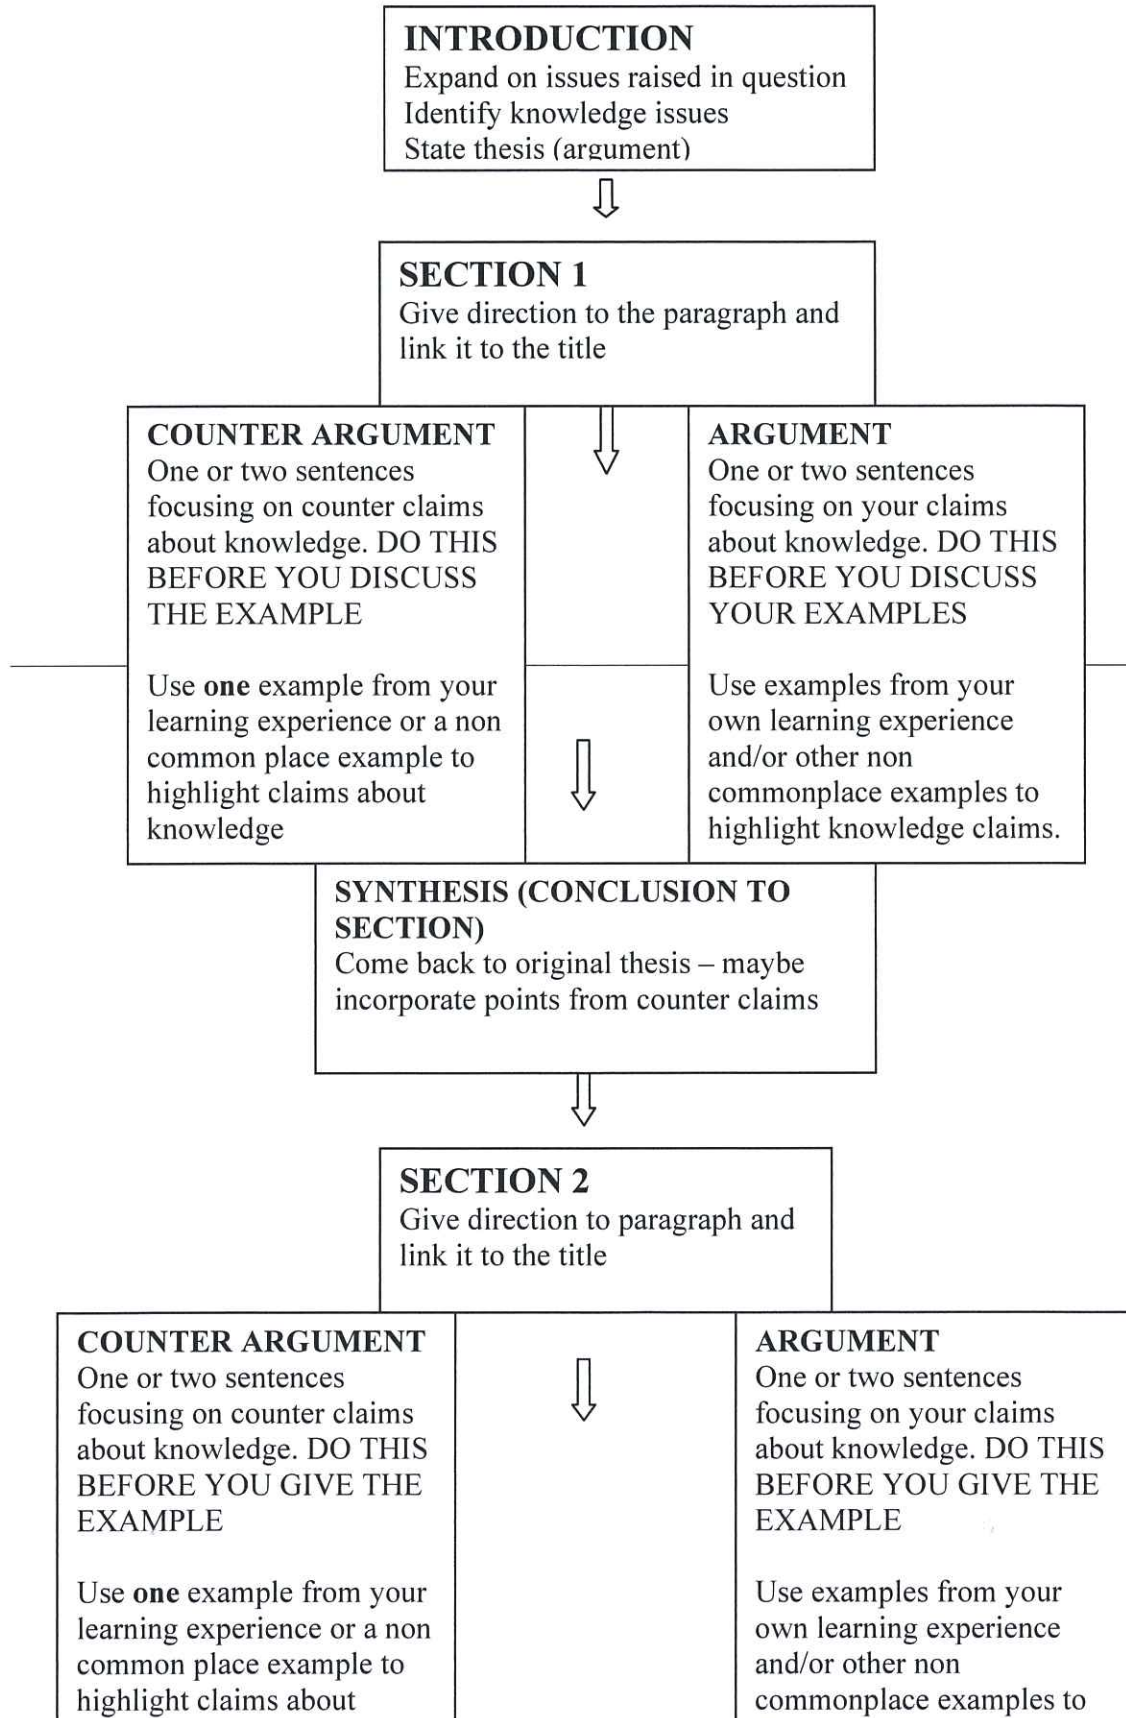 INTRODUCTION
Expand on issues raised in question
Identify knowledge issues
State thesis (argument)
SECTION 1
Give direction to the paragraph and
link it to the title
COUNTER ARGUMENT
One or two sentences
focusing on counter claims
about knowledge. DO THIS
BEFORE YOU DISCUSS
THE EXAMPLE
Use one example from your
learning experience or a non
common place example to
highlight claims about
knowledge
ARGUMENT
One or two sentences
focusing on your claims
about knowledge. DO THIS
BEFORE YOU DISCUSS
YOUR EXAMPLES
Use examples from your
own learning experience
and/or other non
commonplace examples to
highlight knowledge claims.
SYNTHESIS (CONCLUSION TO
SECTION)
Come back to original thesis – maybe
incorporate points from counter claims
SECTION 2
Give direction to paragraph and
link it to the title
COUNTER ARGUMENT
One or two sentences
focusing on counter claims
about knowledge. DO THIS
BEFORE YOU GIVE THE
EXAMPLE
Use one example from your
learning experience or a non
common place example to
highlight claims about
ARGUMENT
One or two sentences
focusing on your claims
about knowledge. DO THIS
BEFORE YOU GIVE THE
EXAMPLE
Use examples from your
own learning experience
and/or other non
commonplace examples to